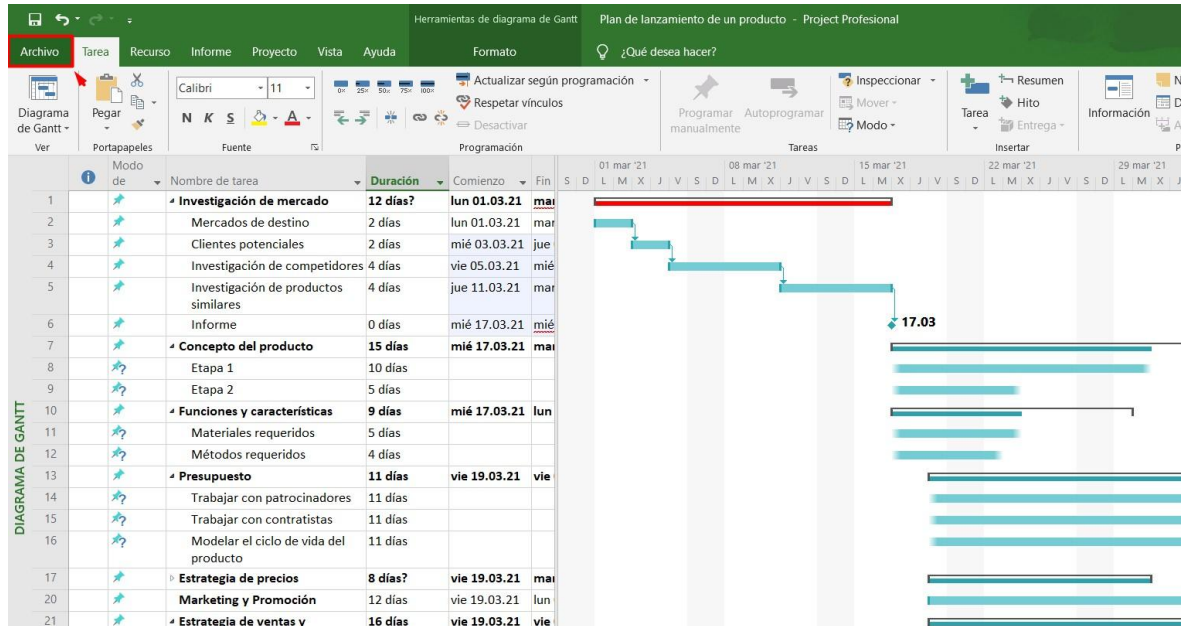 Herramientas de diagrama de Gantt Plan de lanzamiento de un producto - Project Profesional
Archivo Tarea Recurso Informe Proyecto Vista Ayuda Formato ¿Qué desea hacer?
Diagrama de Gantt
Ver
Pegar
Portapapeles
Calibri 11
N K S A
Fuente
0× 25× 50× 75× 100×
Actualizar según programación
Respetar vínculos
Desactivar
Programación
Programar manualmente
Autoprogramar
Inspeccionar
Mover
Modo
Tareas
Tarea
Resumen
Hito
Entrega
Insertar
Información
Modo de Nombre de tarea Duración Comienzo Fin
01 mar '21 08 mar '21 15 mar '21 22 mar '21 29 mar '21
S D L M X J V S D L M X J V S D L M X J V S D L M X J V S D L M X J
1 Investigación de mercado 12 días? lun 01.03.21 mar
2 Mercados de destino 2 días lun 01.03.21 mar
3 Clientes potenciales 2 días mié 03.03.21 jue
4 Investigación de competidores 4 días vie 05.03.21 mié
5 Investigación de productos similares 4 días jue 11.03.21 mar
6 Informe 0 días mié 17.03.21 mié
17.03
7 Concepto del producto 15 días mié 17.03.21 mar
8 Etapa 1 10 días
9 Etapa 2 5 días
10 Funciones y características 9 días mié 17.03.21 lun
11 Materiales requeridos 5 días
12 Métodos requeridos 4 días
13 Presupuesto 11 días vie 19.03.21 vie
14 Trabajar con patrocinadores 11 días
15 Trabajar con contratistas 11 días
16 Modelar el ciclo de vida del producto 11 días
17 Estrategia de precios 8 días? vie 19.03.21 mar
20 Marketing y Promoción 12 días vie 19.03.21 lun
21 Estrategia de ventas y 16 días vie 19.03.21 vie
DIAGRAMA DE GANTT